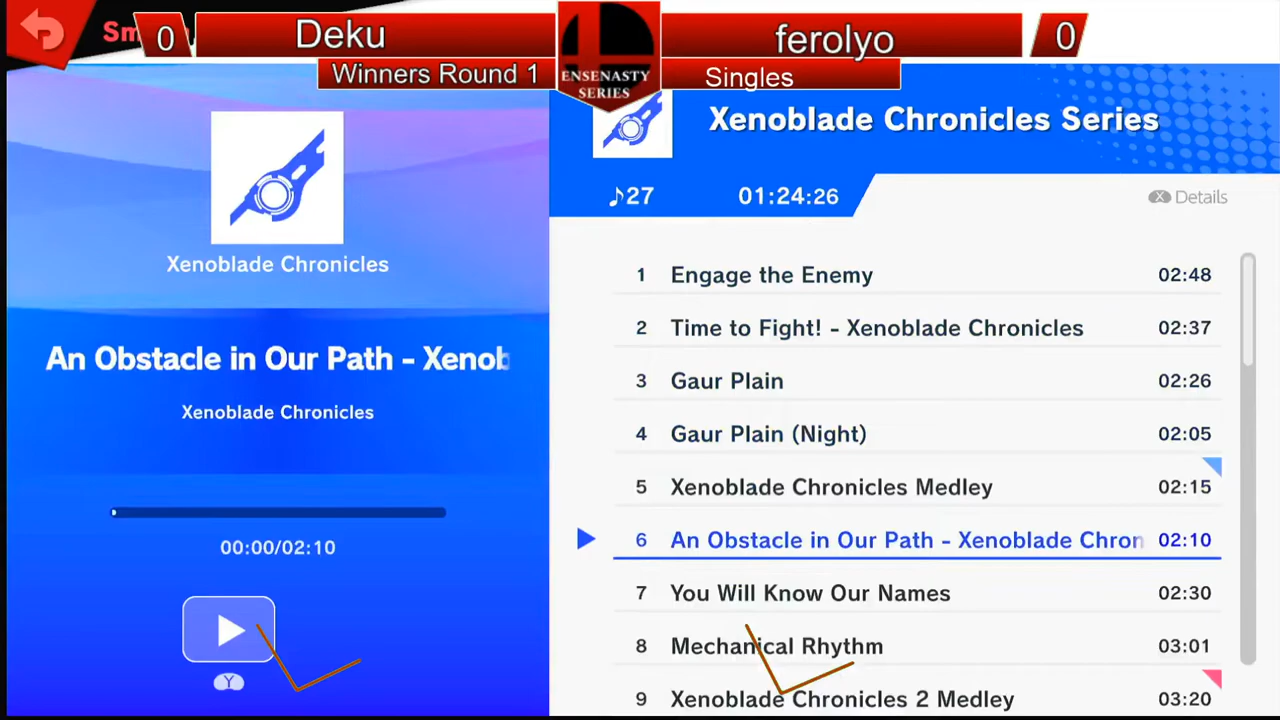 Sm
0
Deku
ferolyo
0
Winners Round 1
ENSENASTY
SERIES
Singles
Xenoblade Chronicles Series
♪27
01:24:26
X Details
Xenoblade Chronicles
An Obstacle in Our Path - Xenob
Xenoblade Chronicles
00:00/02:10
Y
1 Engage the Enemy 02:48
2 Time to Fight! - Xenoblade Chronicles 02:37
3 Gaur Plain 02:26
4 Gaur Plain (Night) 02:05
5 Xenoblade Chronicles Medley 02:15
6 An Obstacle in Our Path - Xenoblade Chron 02:10
7 You Will Know Our Names 02:30
8 Mechanical Rhythm 03:01
9 Xenoblade Chronicles 2 Medley 03:20